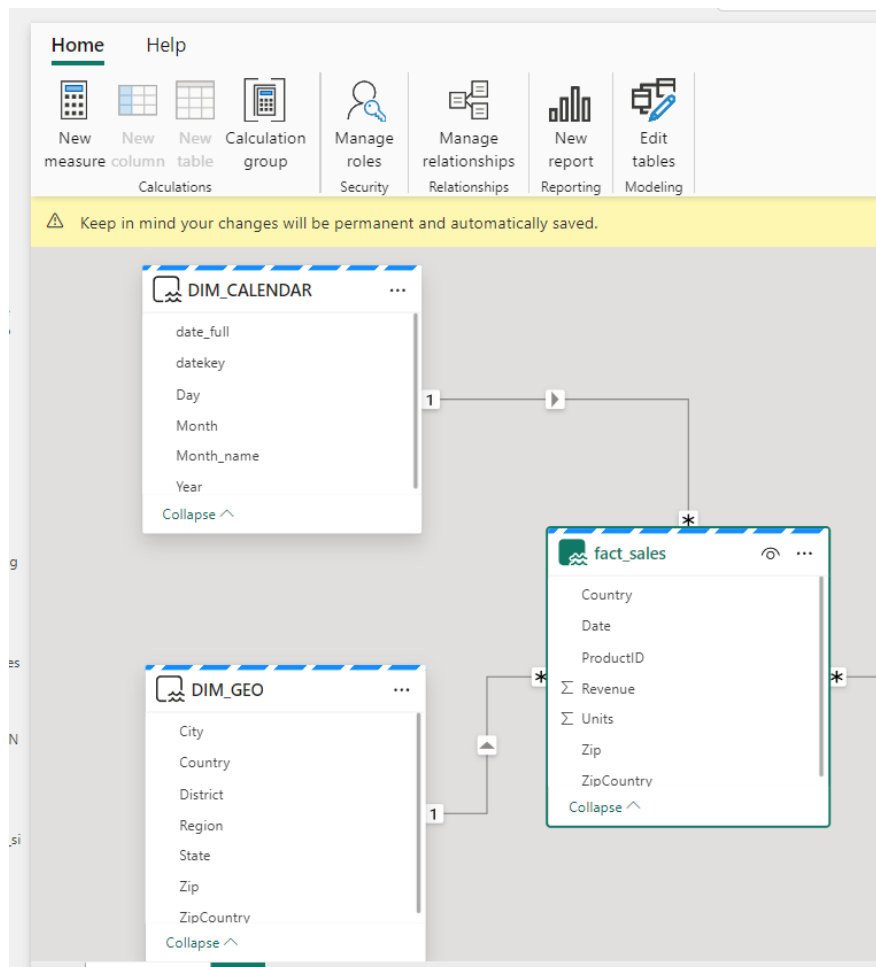 Home Help
New measure
New column
New table
Calculation group
Manage roles
Manage relationships
New report
Edit tables
Calculations
Security
Relationships
Reporting
Modeling
Keep in mind your changes will be permanent and automatically saved.
DIM_CALENDAR ...
date_full
datekey
Day
Month
Month_name
Year
Collapse
1
*
fact_sales ...
Country
Date
ProductID
Σ Revenue
Σ Units
Zip
ZipCountry
Collapse
*
*
DIM_GEO ...
City
Country
District
Region
State
Zip
ZipCountry
Collapse
1
g
es
N
_si